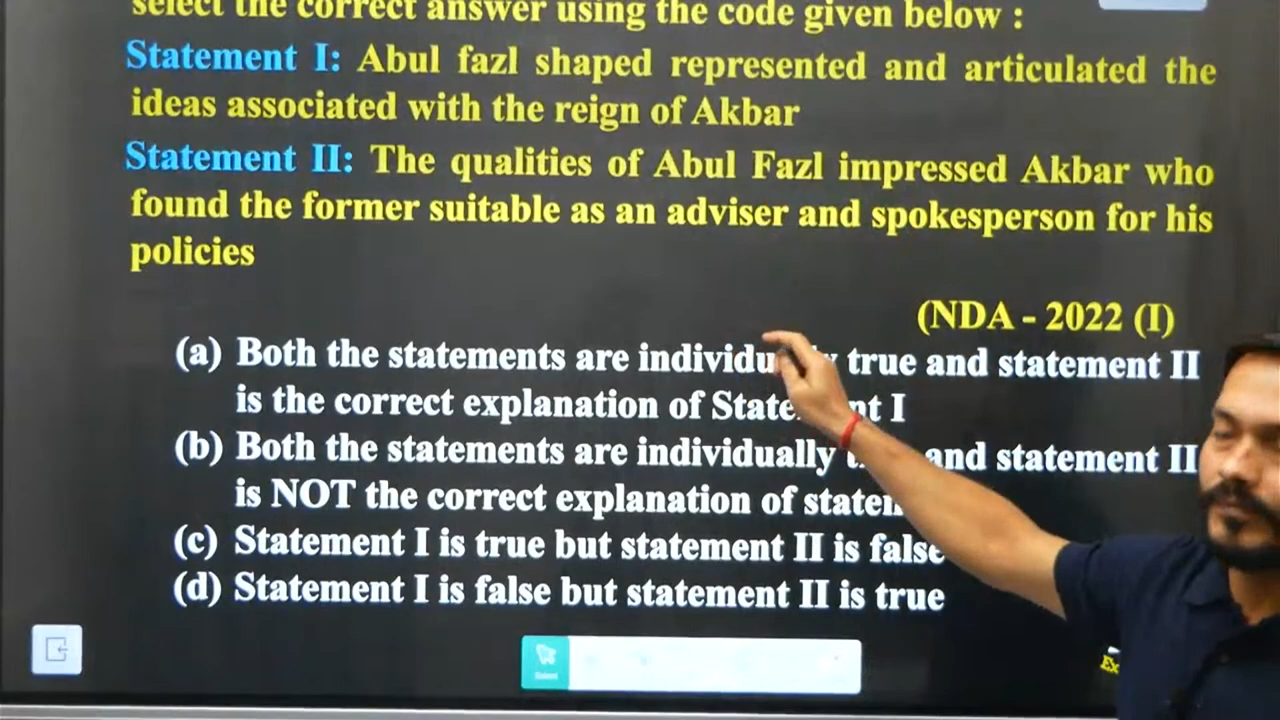 select the correct answer using the code given below :
Statement I: Abul fazl shaped represented and articulated the
ideas associated with the reign of Akbar
Statement II: The qualities of Abul Fazl impressed Akbar who
found the former suitable as an adviser and spokesperson for his
policies
(NDA - 2022 (I)
(a) Both the statements are true and statement II
is the correct explanation of I
(b) Both the statements are individually and statement II
is NOT the correct explanation of
(c) Statement I is true but statement II is false
(d) Statement I is false but statement II is true
Select
Ex